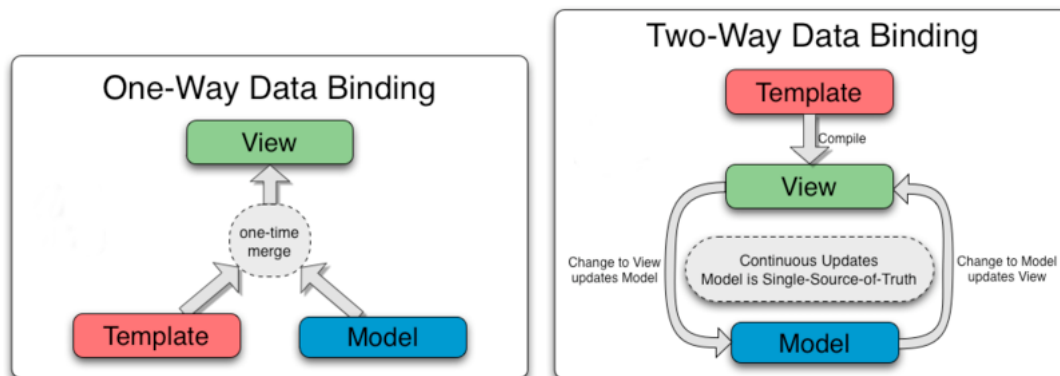 One-Way Data Binding
View
one-time
merge
Template
Model
Two-Way Data Binding
Template
Compile
View
Change to View
updates Model
Continuous Updates
Model is Single-Source-of-Truth
Change to Model
updates View
Model